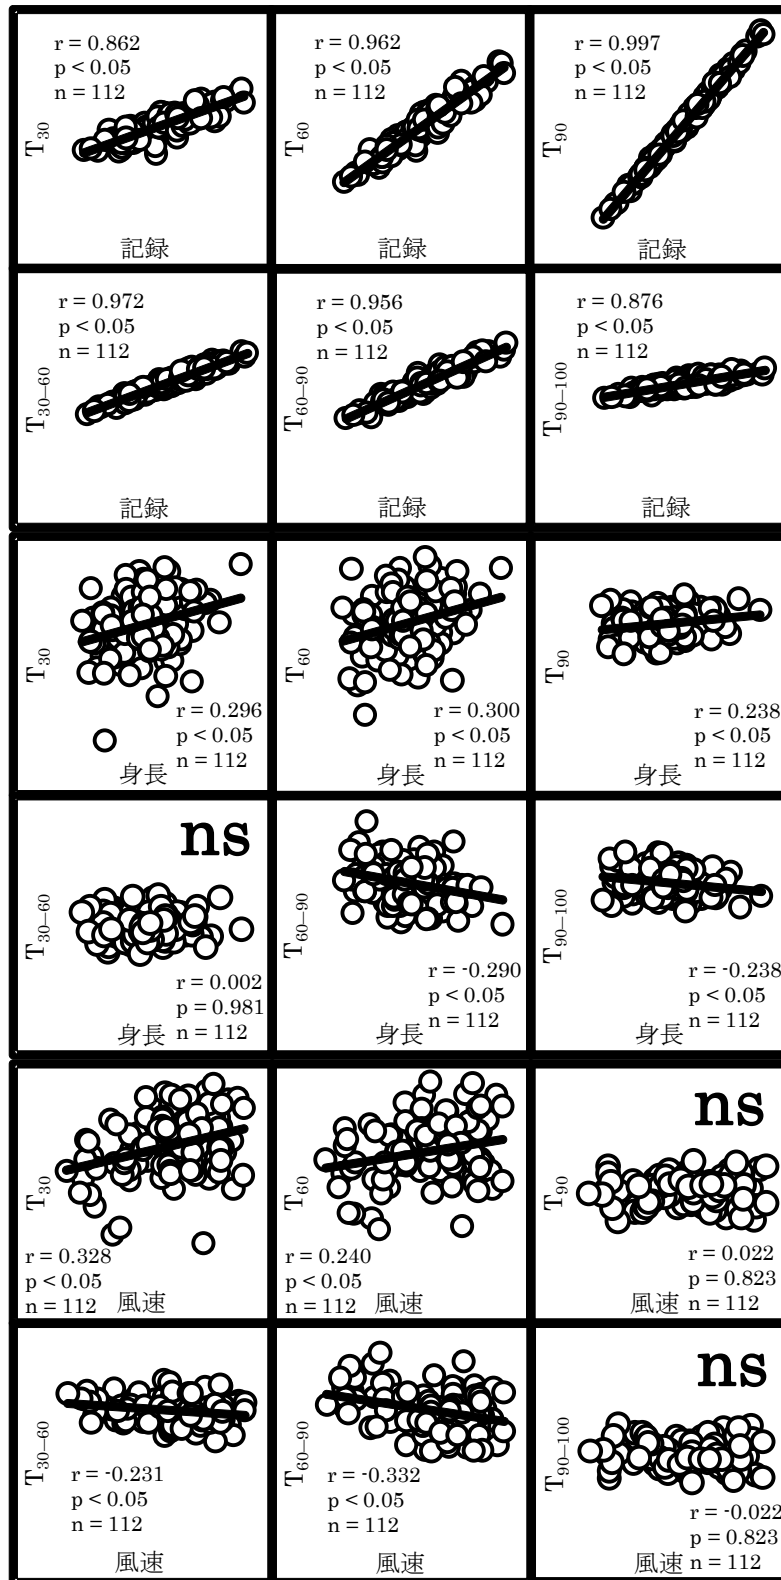 r = 0.862
p < 0.05
n = 112
T30
記録
r = 0.962
p < 0.05
n = 112
T60
記録
r = 0.997
p < 0.05
n = 112
T90
記録
r = 0.972
p < 0.05
n = 112
T30–60
記録
r = 0.956
p < 0.05
n = 112
T60–90
記録
r = 0.876
p < 0.05
n = 112
T90–100
記録
T30
r = 0.296
p < 0.05
n = 112
身長
T60
r = 0.300
p < 0.05
n = 112
身長
T90
r = 0.238
p < 0.05
n = 112
身長
ns
T30–60
r = 0.002
p = 0.981
n = 112
身長
T60–90
r = -0.290
p < 0.05
n = 112
身長
T90–100
r = -0.238
p < 0.05
n = 112
身長
T30
r = 0.328
p < 0.05
n = 112
風速
T60
r = 0.240
p < 0.05
n = 112
風速
ns
T90
r = 0.022
p = 0.823
n = 112
風速
T30–60
r = -0.231
p < 0.05
n = 112
風速
T60–90
r = -0.332
p < 0.05
n = 112
風速
ns
T90–100
r = -0.022
p = 0.823
n = 112
風速